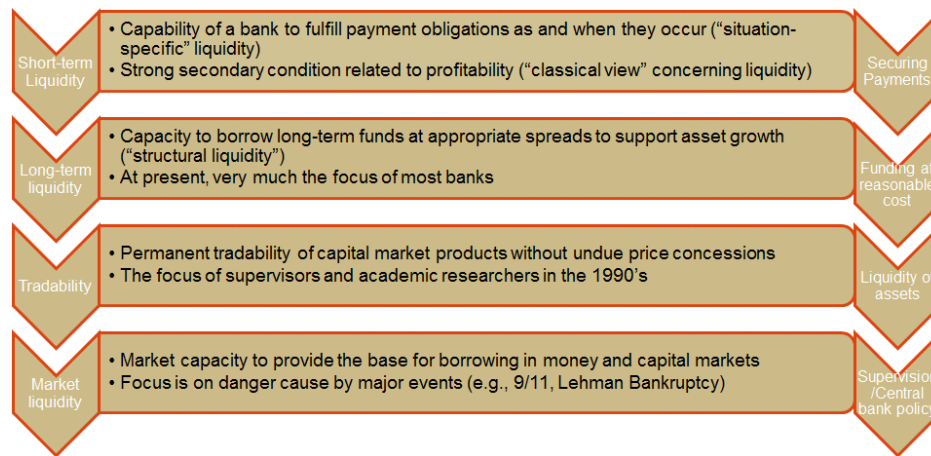 Short-term
Liquidity
• Capability of a bank to fulfill payment obligations as and when they occur (“situation-
specific” liquidity)
• Strong secondary condition related to profitability (“classical view” concerning liquidity)
Securing
Payments
Long-term
liquidity
• Capacity to borrow long-term funds at appropriate spreads to support asset growth
(“structural liquidity”)
• At present, very much the focus of most banks
Funding at
reasonable
cost
Tradability
• Permanent tradability of capital market products without undue price concessions
• The focus of supervisors and academic researchers in the 1990’s
Liquidity of
assets
Market
liquidity
• Market capacity to provide the base for borrowing in money and capital markets
• Focus is on danger cause by major events (e.g., 9/11, Lehman Bankruptcy)
Supervision
/Central
bank policy